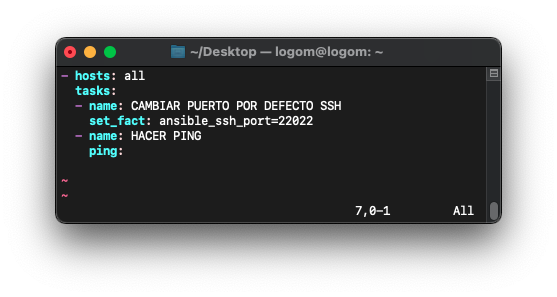 ~/Desktop — logom@logom: ~
- hosts: all
  tasks:
  - name: CAMBIAR PUERTO POR DEFECTO SSH
    set_fact: ansible_ssh_port=22022
  - name: HACER PING
    ping:
~
~
7,0-1 All